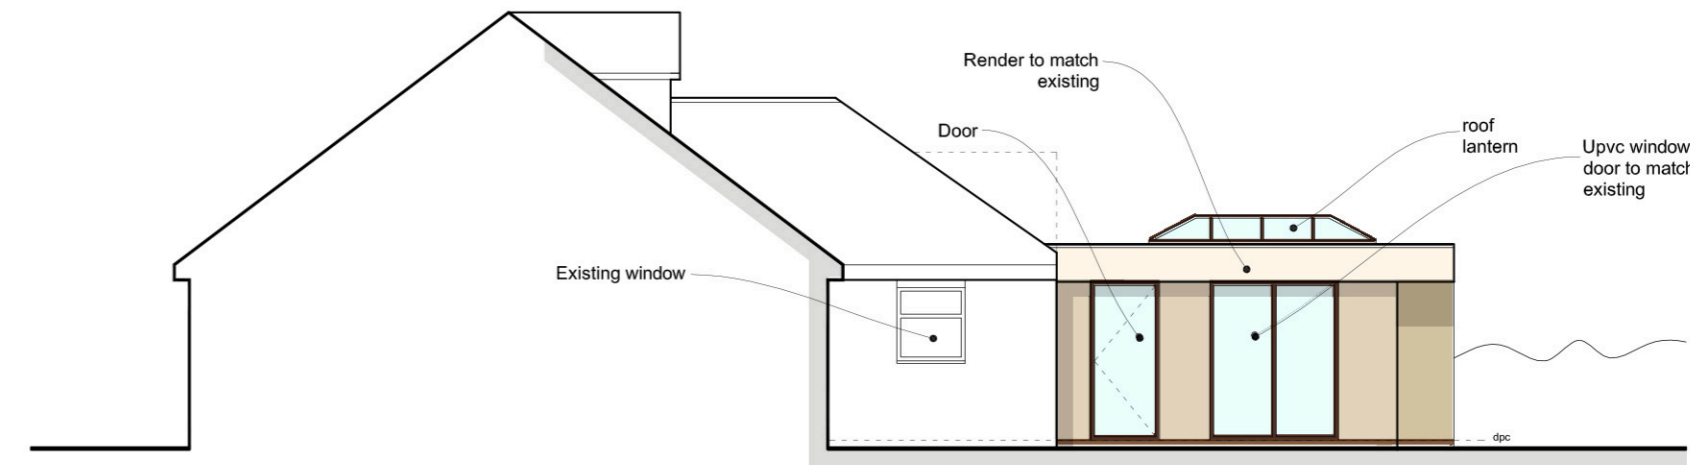 Render to match
existing
Door
roof
lantern
Upvc window
door to match
existing
Existing window
dpc